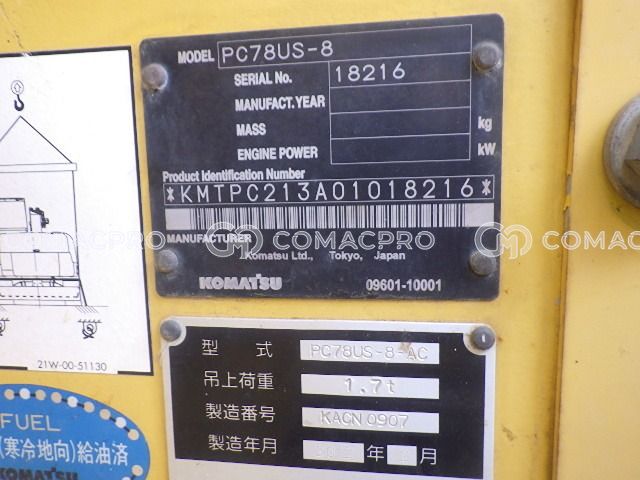 MODEL PC78US-8
SERIAL No. 18216
MANUFACT.YEAR
MASS kg
ENGINE POWER kW
Product Identification Number
*KMTPC213A01018216*
MANUFACTURER
Komatsu Ltd., Tokyo, Japan
KOMATSU 09601-10001
COMACPRO
COMACPRO
21W-00-51130
型式 PC78US-8-AC
吊上荷重 1.7t
製造番号 KACN0907
製造年月 年 月
FUEL
(寒冷地向)給油済
KOMATSU